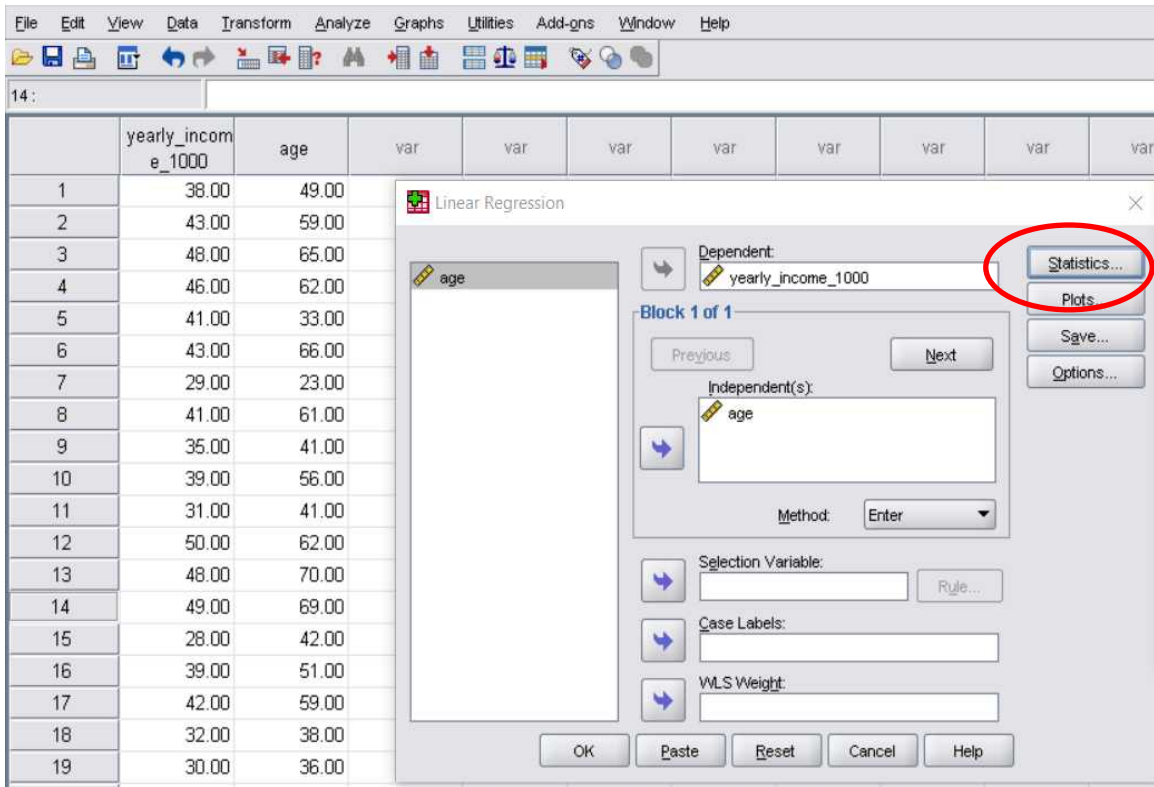 File Edit View Data Transform Analyze Graphs Utilities Add-ons Window Help
14 :
yearly_incom
e_1000 age var var var var var var var var
1 38.00 49.00
2 43.00 59.00
3 48.00 65.00
4 46.00 62.00
5 41.00 33.00
6 43.00 66.00
7 29.00 23.00
8 41.00 61.00
9 35.00 41.00
10 39.00 56.00
11 31.00 41.00
12 50.00 62.00
13 48.00 70.00
14 49.00 69.00
15 28.00 42.00
16 39.00 51.00
17 42.00 59.00
18 32.00 38.00
19 30.00 36.00
Linear Regression
age
Dependent:
yearly_income_1000
Block 1 of 1
Previous Next
Independent(s):
age
Method: Enter
Selection Variable:
Rule...
Case Labels:
WLS Weight:
Statistics...
Plots...
Save...
Options...
OK Paste Reset Cancel Help